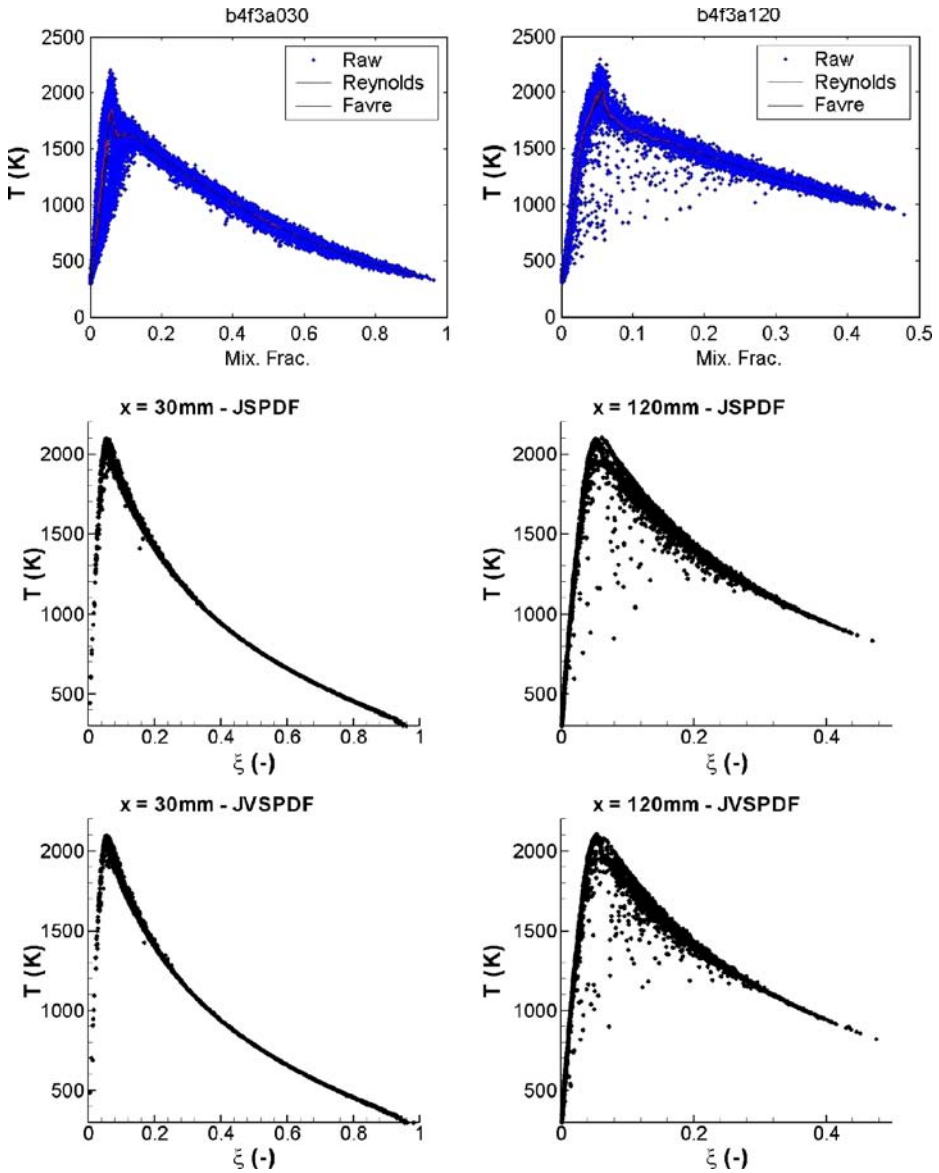 b4f3a030
2500
2000
1500
1000
500
0
T (K)
Raw
Reynolds
Favre
0
0.2
0.4
0.6
0.8
1
Mix. Frac.
b4f3a120
2500
2000
1500
1000
500
0
T (K)
Raw
Reynolds
Favre
0
0.1
0.2
0.3
0.4
0.5
Mix. Frac.
x = 30mm - JSPDF
2000
1500
1000
500
T (K)
0
0.2
0.4
0.6
0.8
1
ξ (-)
x = 120mm - JSPDF
2000
1500
1000
500
T (K)
0
0.2
0.4
ξ (-)
x = 30mm - JVSPDF
2000
1500
1000
500
T (K)
0
0.2
0.4
0.6
0.8
1
ξ (-)
x = 120mm - JVSPDF
2000
1500
1000
500
T (K)
0
0.2
0.4
ξ (-)